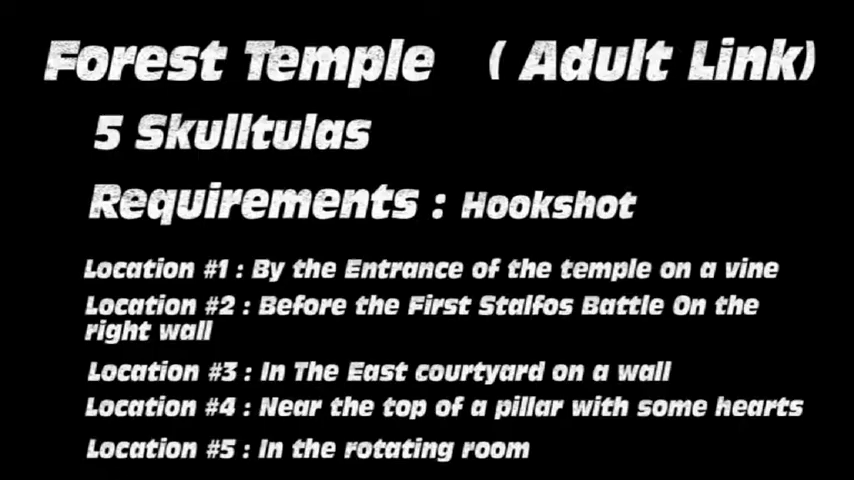 Forest Temple ( Adult Link)
5 Skulltulas
Requirements : Hookshot
Location #1 : By the Entrance of the temple on a vine
Location #2 : Before the First Stalfos Battle On the
right wall
Location #3 : In The East courtyard on a wall
Location #4 : Near the top of a pillar with some hearts
Location #5 : In the rotating room